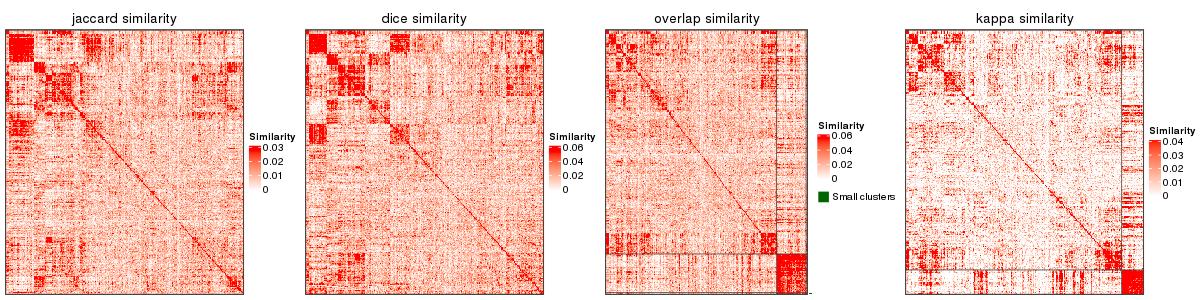 jaccard similarity
Similarity
0.03
0.02
0.01
0
dice similarity
Similarity
0.06
0.04
0.02
0
overlap similarity
Similarity
0.06
0.04
0.02
0
Small clusters
kappa similarity
Similarity
0.04
0.03
0.02
0.01
0